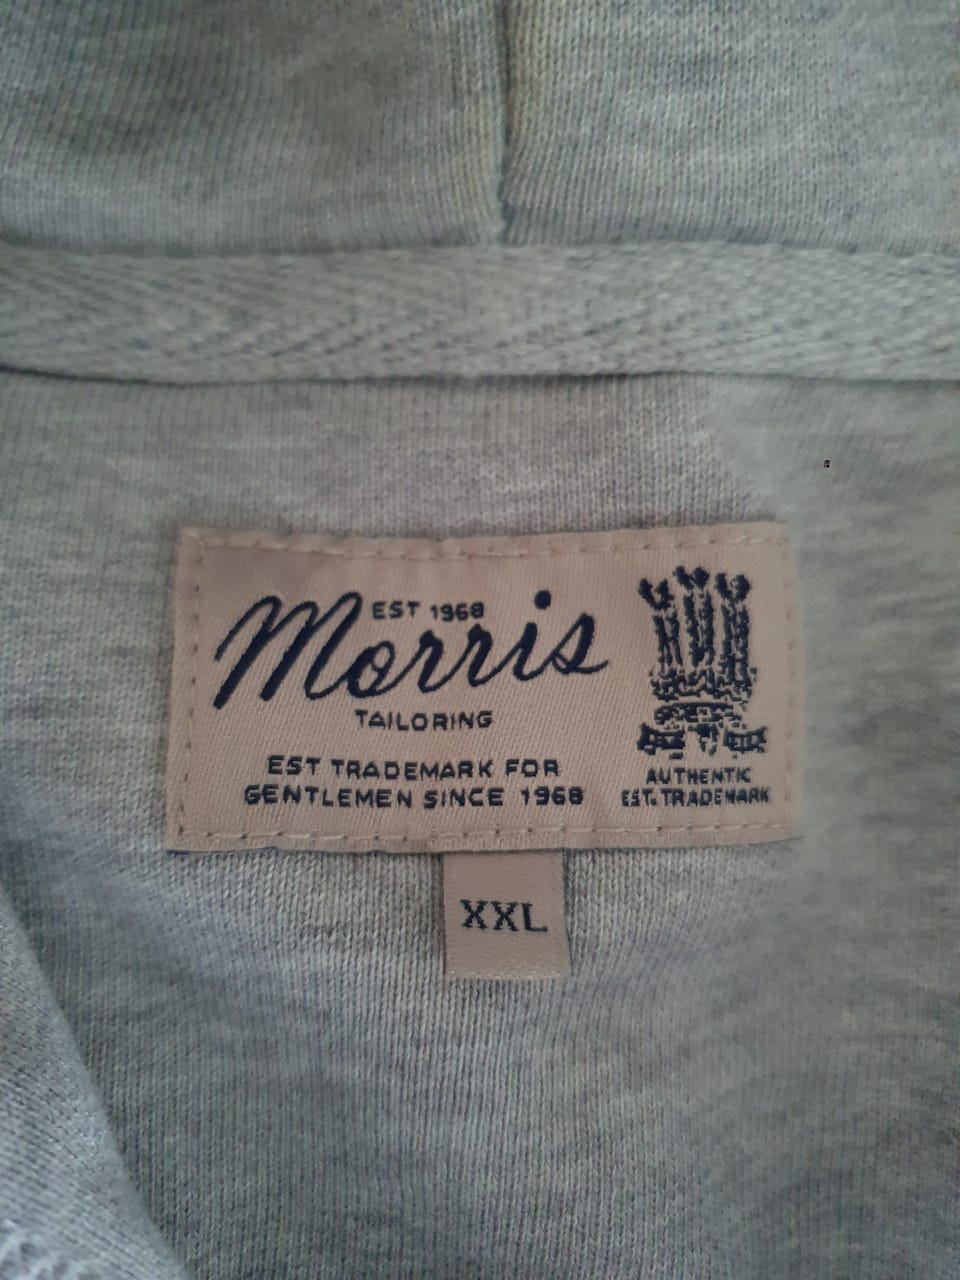 EST 1968
Morris
TAILORING
EST TRADEMARK FOR
GENTLEMEN SINCE 1968
AUTHENTIC
EST. TRADEMARK
XXL